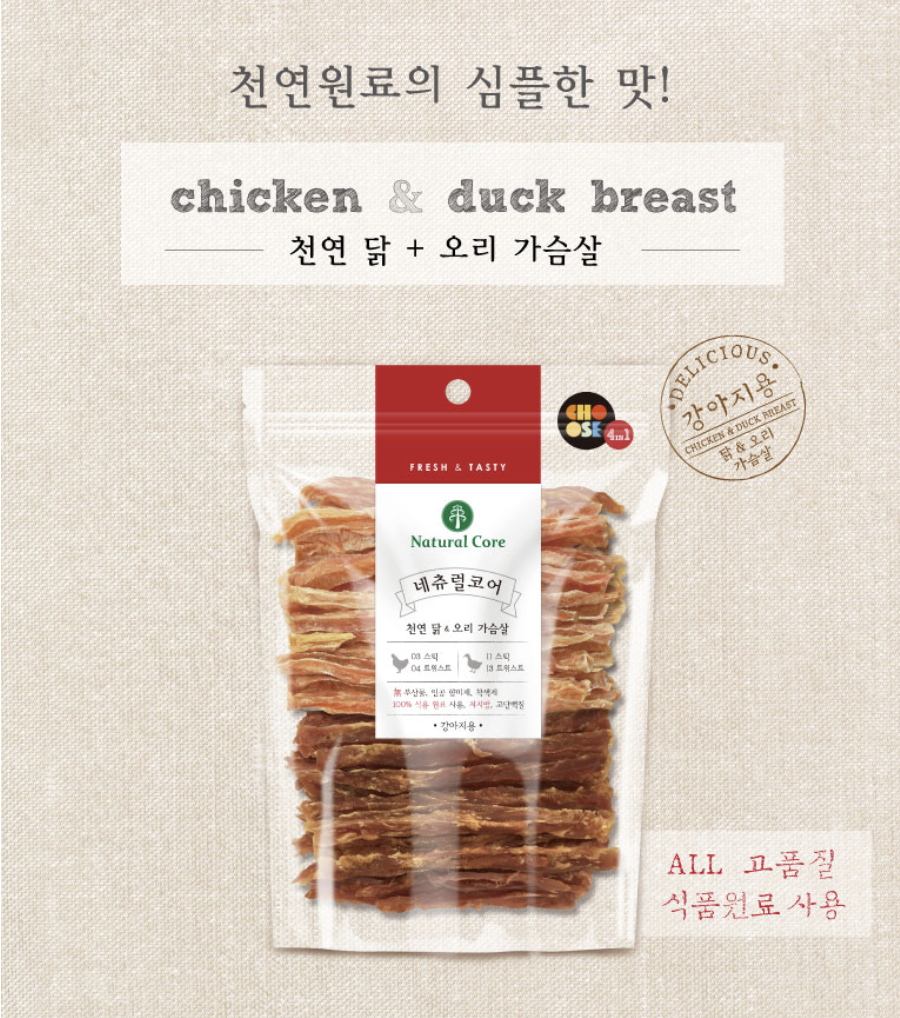 천연원료의 심플한 맛!
chicken & duck breast
천연 닭 + 오리 가슴살
DELICIOUS
강아지용
CHICKEN & DUCK BREAST
닭 & 오리
가슴살
CHO
OSE
4IN1
FRESH & TASTY
Natural Core
네츄럴코어
천연 닭 & 오리 가슴살
03 스틱
04 트위스트
11 스틱
13 트위스트
無 부산물, 인공 향미제, 착색제
100% 식용 원료 사용, 저지방, 고단백질
• 강아지용 •
ALL 고품질
식품원료 사용